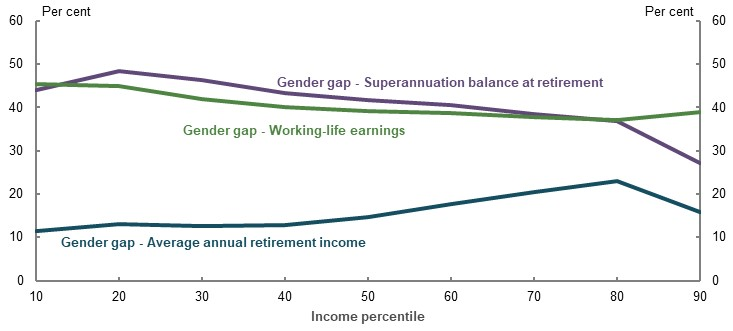 Per cent Per cent
60 60
50 50
Gender gap - Superannuation balance at retirement
40 40
Gender gap - Working-life earnings
30 30
20 20
10 10
Gender gap - Average annual retirement income
0 0
10 20 30 40 50 60 70 80 90
Income percentile